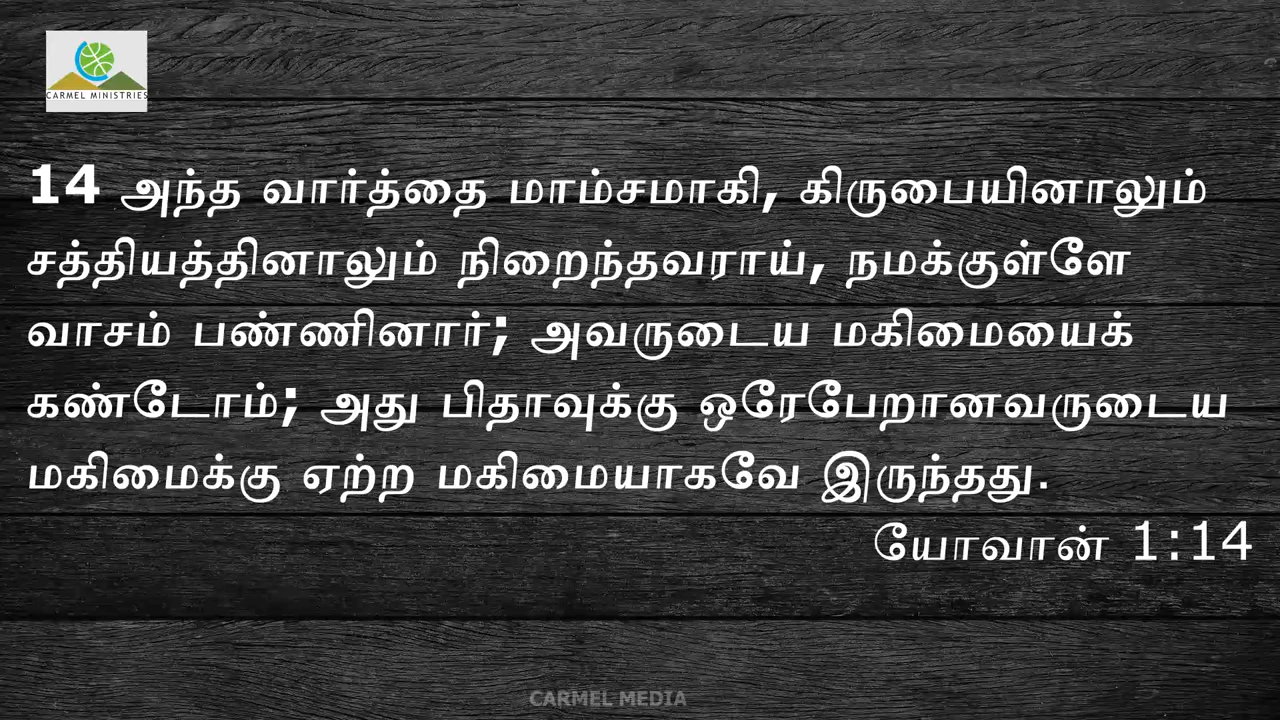 CARMEL MINISTRIES
14 அந்த வார்த்தை மாம்சமாகி, கிருபையினாலும்
சத்தியத்தினாலும் நிறைந்தவராய், நமக்குள்ளே
வாசம் பண்ணினார்; அவருடைய மகிமையைக்
கண்டோம்; அது பிதாவுக்கு ஒரேபேறானவருடைய
மகிமைக்கு ஏற்ற மகிமையாகவே இருந்தது.
யோவான் 1:14
CARMEL MEDIA